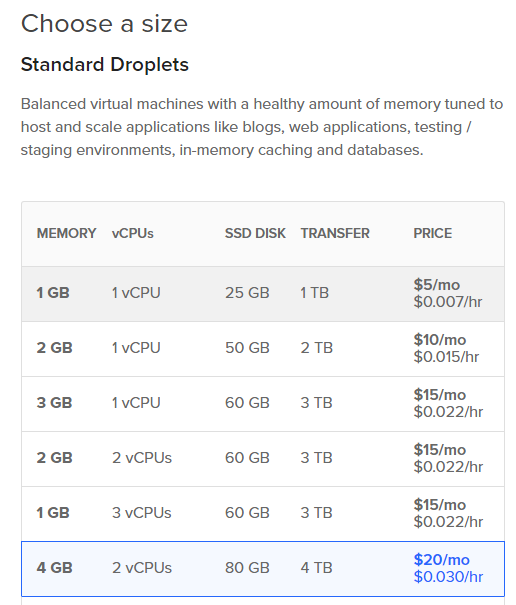 Choose a size
Standard Droplets
Balanced virtual machines with a healthy amount of memory tuned to
host and scale applications like blogs, web applications, testing /
staging environments, in-memory caching and databases.
MEMORY vCPUs SSD DISK TRANSFER PRICE
1 GB 1 vCPU 25 GB 1 TB $5/mo
$0.007/hr
2 GB 1 vCPU 50 GB 2 TB $10/mo
$0.015/hr
3 GB 1 vCPU 60 GB 3 TB $15/mo
$0.022/hr
2 GB 2 vCPUs 60 GB 3 TB $15/mo
$0.022/hr
1 GB 3 vCPUs 60 GB 3 TB $15/mo
$0.022/hr
4 GB 2 vCPUs 80 GB 4 TB $20/mo
$0.030/hr